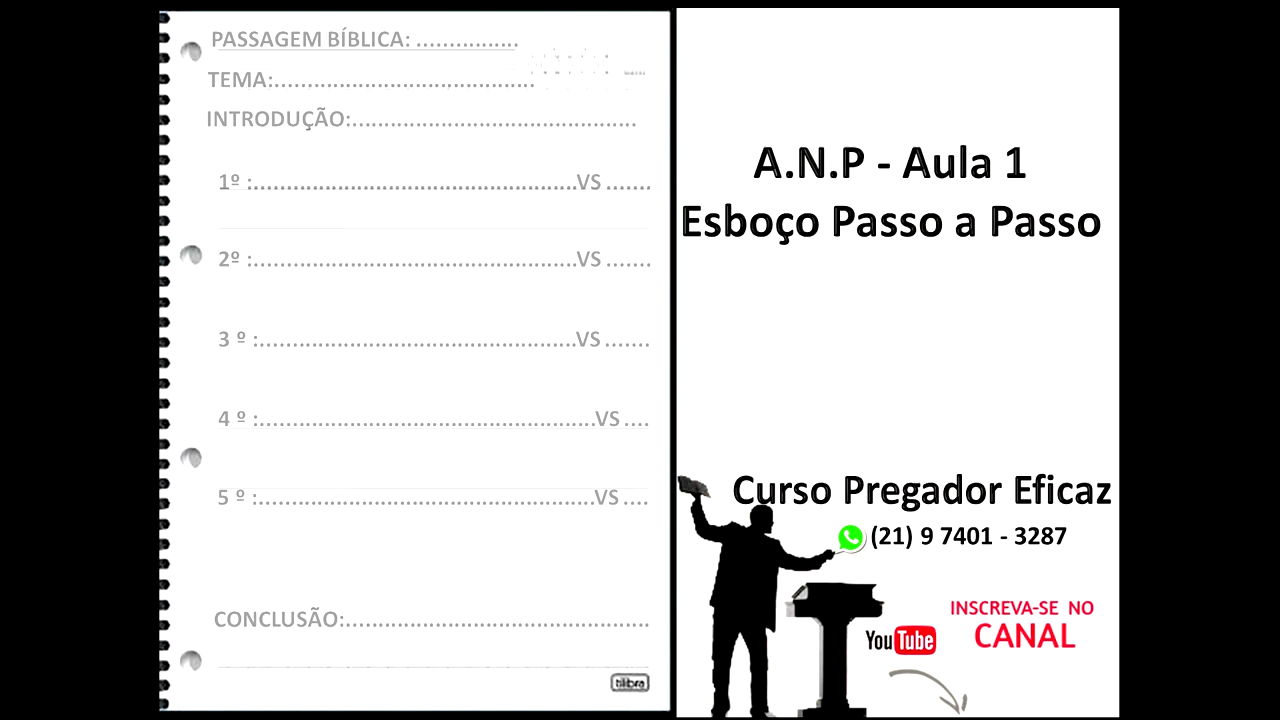 PASSAGEM BÍBLICA: ................
TEMA:........................................
INTRODUÇÃO:............................................
1º :..................................................VS .......
2º :..................................................VS .......
3 º :.................................................VS .......
4 º :....................................................VS ....
5 º :....................................................VS ....
CONCLUSÃO:...............................................
tilibra
A.N.P - Aula 1
Esboço Passo a Passo
Curso Pregador Eficaz
(21) 9 7401 - 3287
INSCREVA-SE NO
CANAL
YouTube